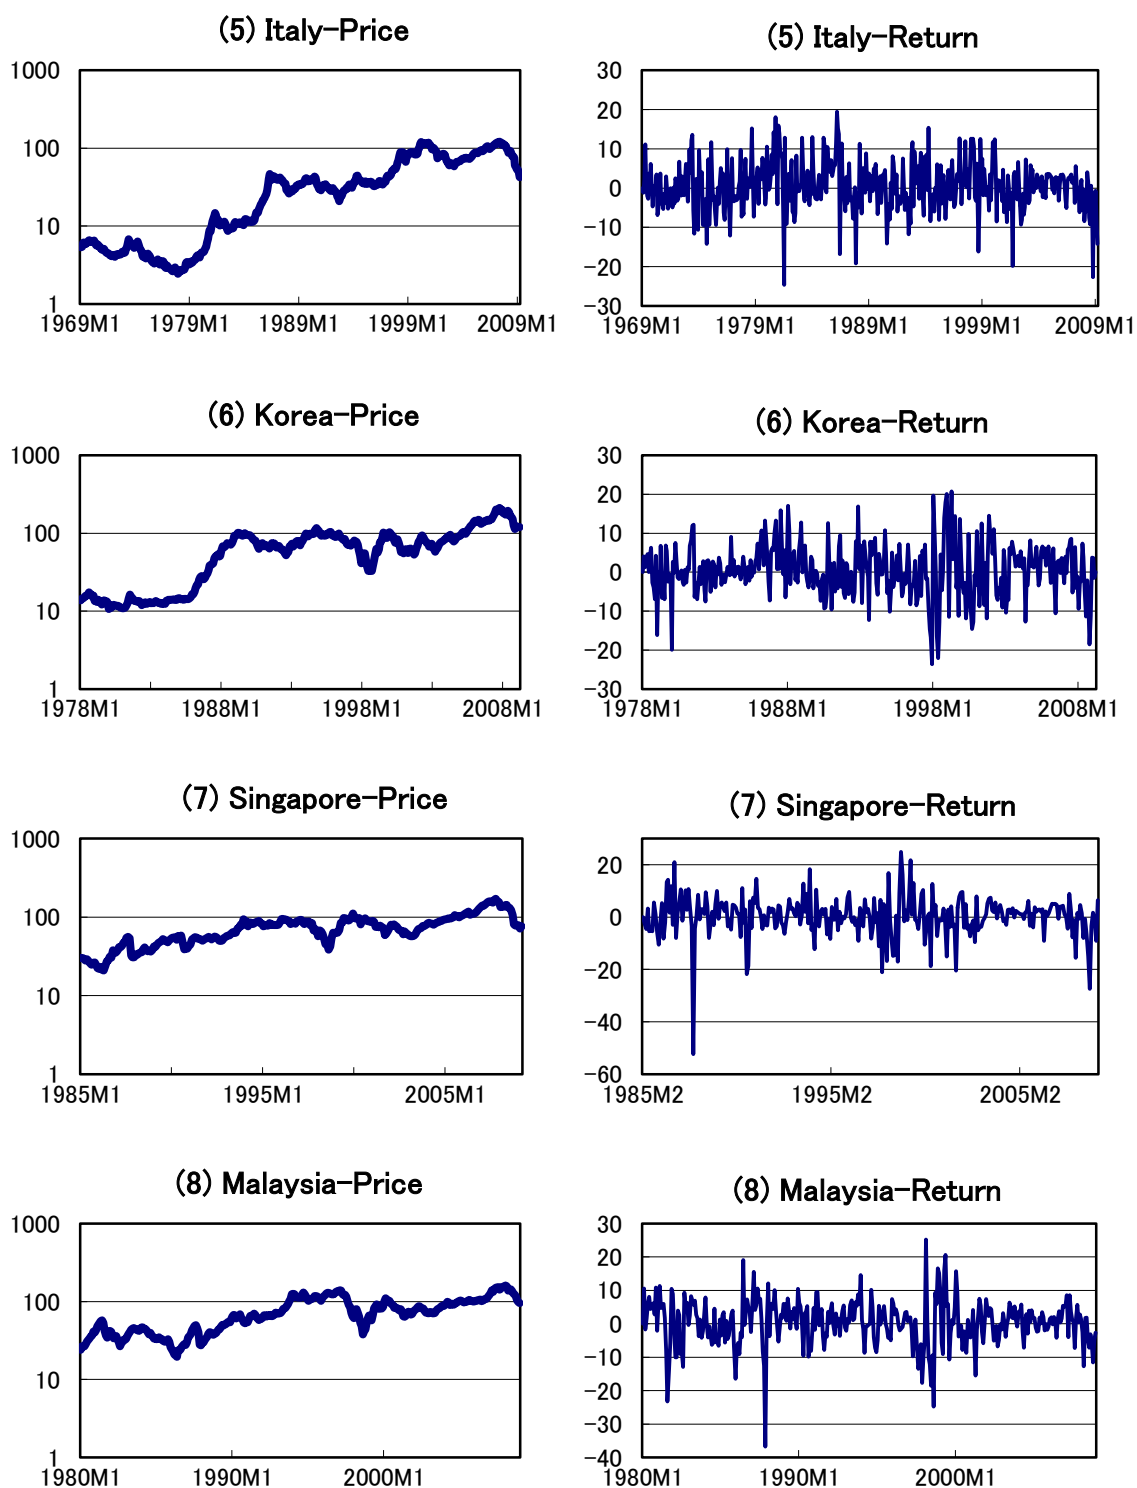 (5) Italy-Price
1000
100
10
1
1969M1 1979M1 1989M1 1999M1 2009M1
(5) Italy-Return
30
20
10
0
-10
-20
-30
1969M1 1979M1 1989M1 1999M1 2009M1
(6) Korea-Price
1000
100
10
1
1978M1 1988M1 1998M1 2008M1
(6) Korea-Return
30
20
10
0
-10
-20
-30
1978M1 1988M1 1998M1 2008M1
(7) Singapore-Price
1000
100
10
1
1985M1 1995M1 2005M1
(7) Singapore-Return
20
0
-20
-40
-60
1985M2 1995M2 2005M2
(8) Malaysia-Price
1000
100
10
1
1980M1 1990M1 2000M1
(8) Malaysia-Return
30
20
10
0
-10
-20
-30
-40
1980M1 1990M1 2000M1